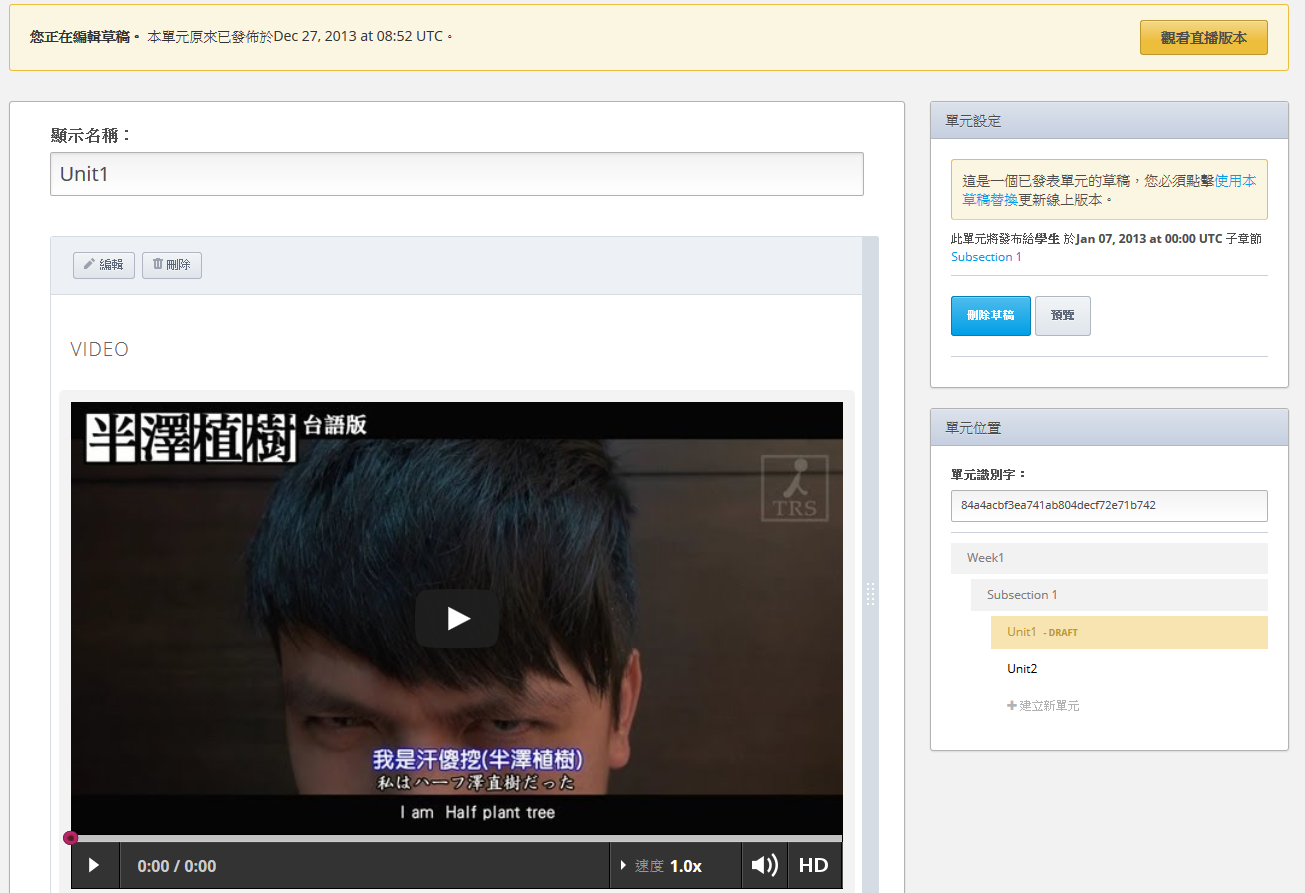 您正在編輯草稿。 本單元原來已發佈於Dec 27, 2013 at 08:52 UTC。
觀看直播版本
顯示名稱：
Unit1
編輯
刪除
VIDEO
半澤植樹 台語版
TRS
我是汗傻挖(半澤植樹)
私はハーフ澤直樹だった
I am Half plant tree
0:00 / 0:00
速度 1.0x
HD
單元設定
這是一個已發表單元的草稿，您必須點擊使用本
草稿替換更新線上版本。
此單元將發布給學生 於Jan 07, 2013 at 00:00 UTC 子章節
Subsection 1
刪除草稿
預覽
單元位置
單元識別字：
84a4acbf3ea741ab804decf72e71b742
Week1
Subsection 1
Unit1 - DRAFT
Unit2
建立新單元